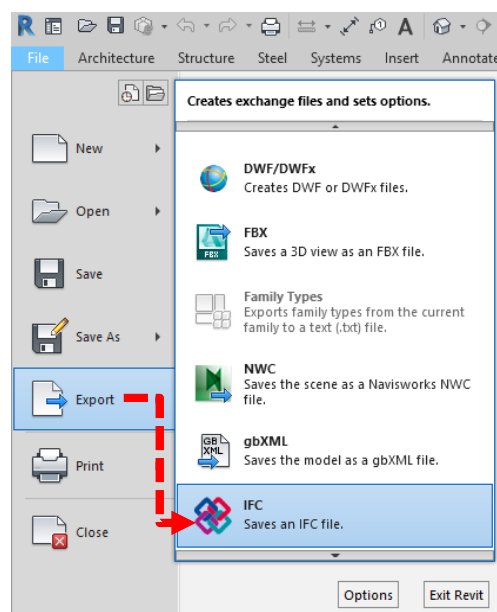 File Architecture Structure Steel Systems Insert Annotate
Creates exchange files and sets options.
New
Open
Save
Save As
Export
Print
Close
DWF/DWFx
Creates DWF or DWFx files.
FBX
FBX
Saves a 3D view as an FBX file.
Family Types
Exports family types from the current
family to a text (.txt) file.
NWC
Saves the scene as a Navisworks NWC
file.
GB
XML
gbXML
Saves the model as a gbXML file.
IFC
Saves an IFC file.
Options Exit Revit